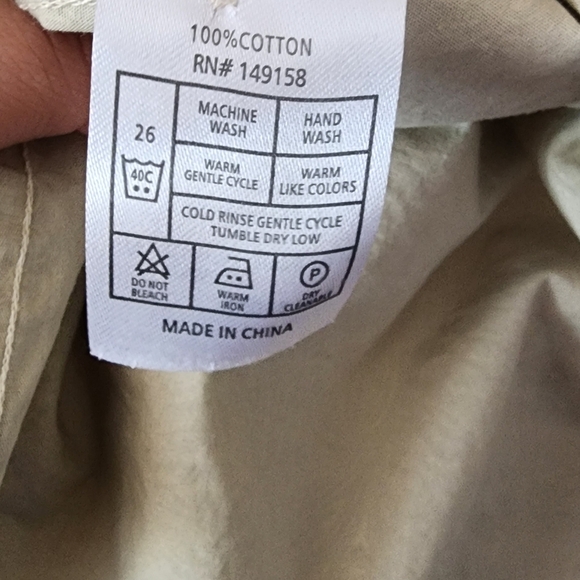 100%COTTON
RN# 149158
26
40C
MACHINE
WASH
HAND
WASH
WARM
GENTLE CYCLE
WARM
LIKE COLORS
COLD RINSE GENTLE CYCLE
TUMBLE DRY LOW
DO NOT
BLEACH
WARM
IRON
P
DRY
CLEANABLE
MADE IN CHINA